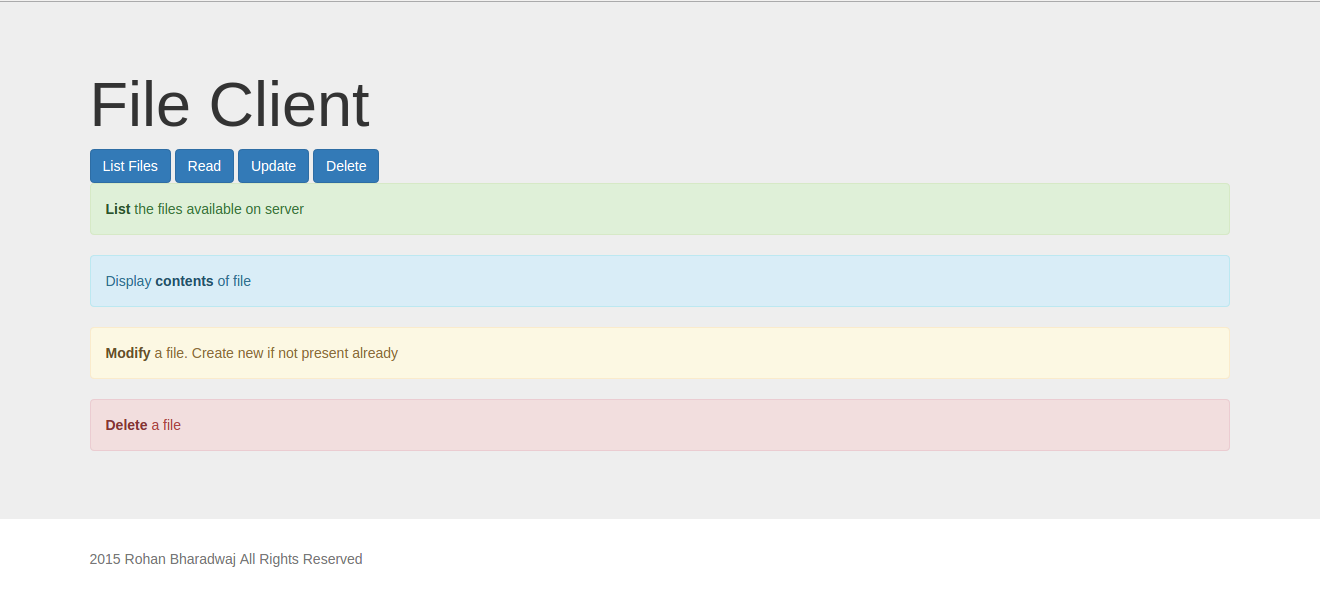 File Client
List Files Read Update Delete
List the files available on server
Display contents of file
Modify a file. Create new if not present already
Delete a file
2015 Rohan Bharadwaj All Rights Reserved